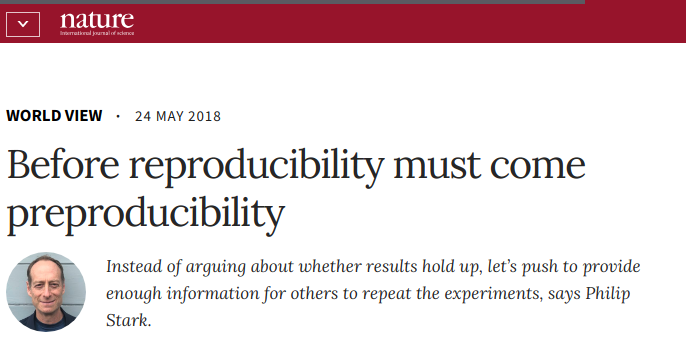 nature
International journal of science
WORLD VIEW · 24 MAY 2018
Before reproducibility must come
preproducibility
Instead of arguing about whether results hold up, let’s push to provide
enough information for others to repeat the experiments, says Philip
Stark.